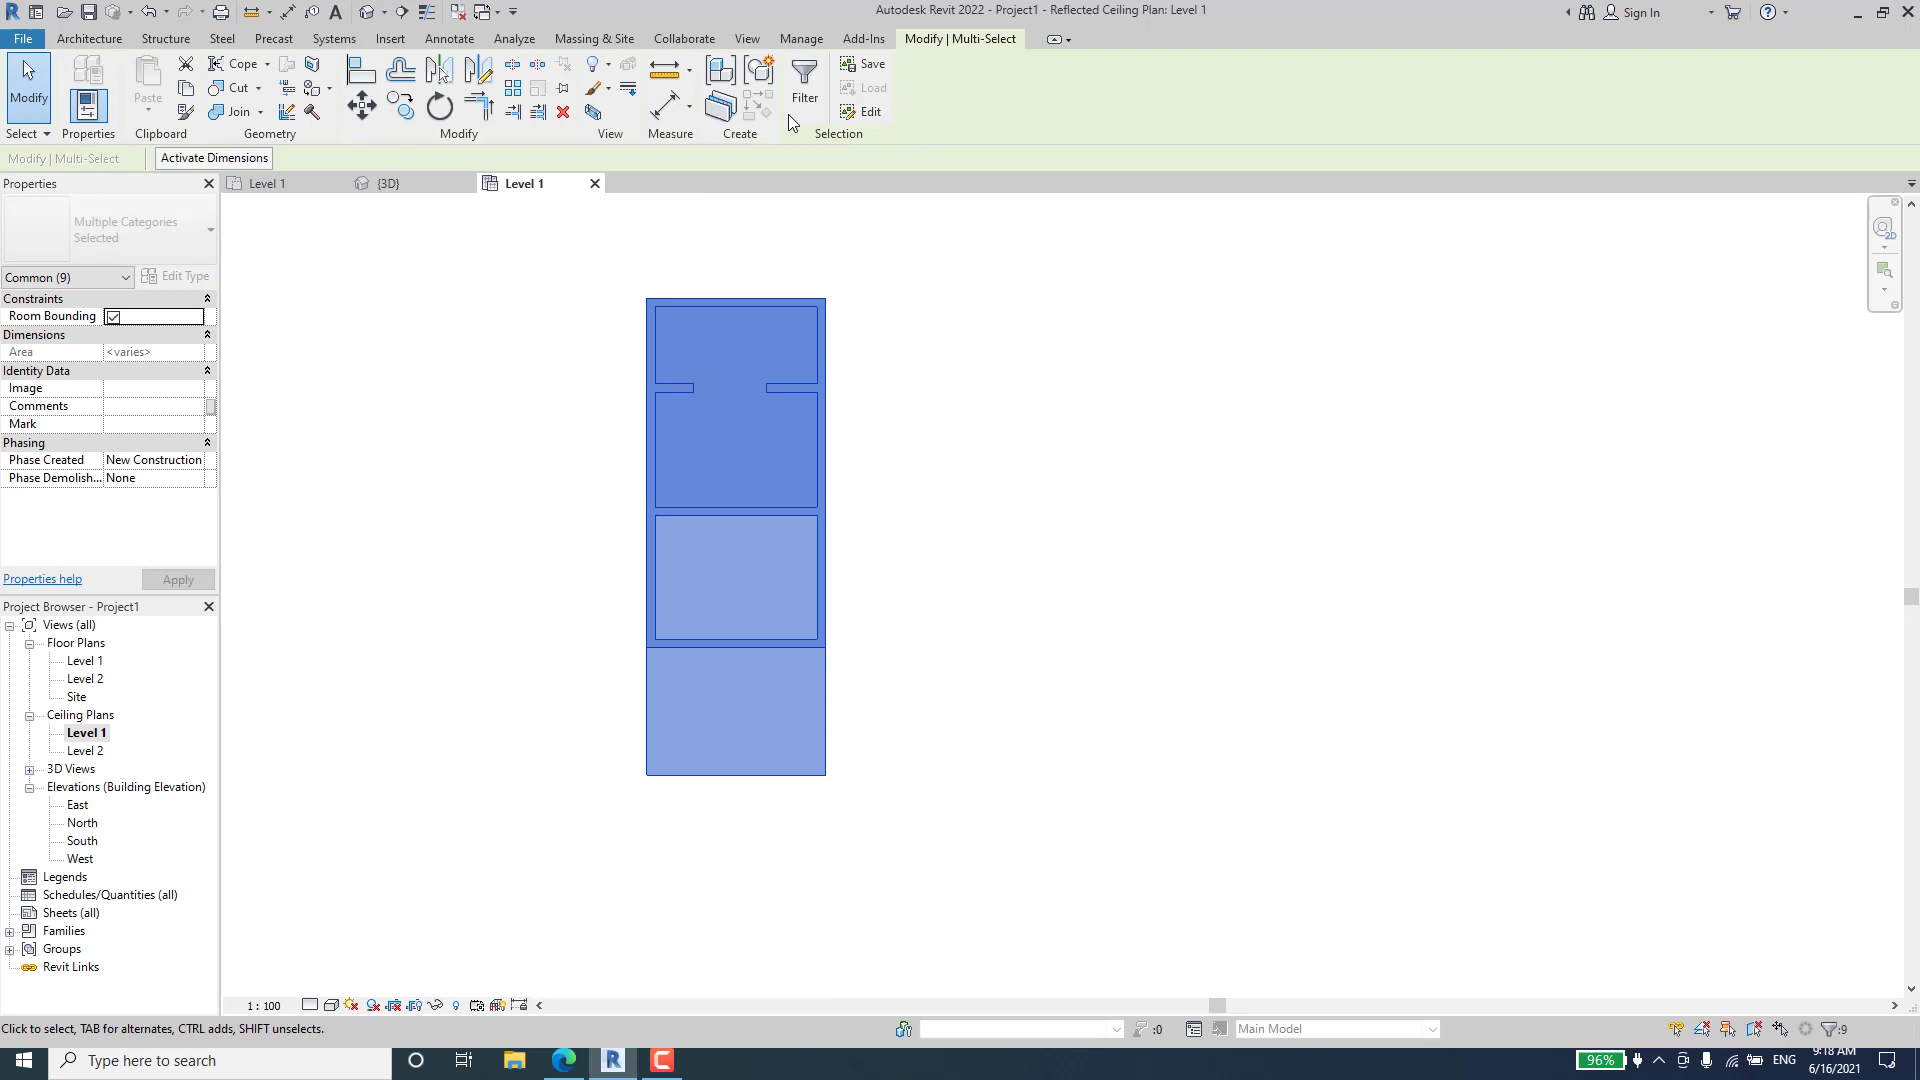 Autodesk Revit 2022 - Project1 - Reflected Ceiling Plan: Level 1
Sign In
File Architecture Structure Steel Precast Systems Insert Annotate Analyze Massing & Site Collaborate View Manage Add-Ins Modify | Multi-Select
Modify
Paste
Cope
Cut
Join
Filter
Save
Load
Edit
Select Properties Clipboard Geometry Modify View Measure Create Selection
Modify | Multi-Select Activate Dimensions
Properties
Level 1 {3D} Level 1
Multiple Categories
Selected
Common (9) Edit Type
Constraints
Room Bounding
Dimensions
Area <varies>
Identity Data
Image
Comments
Mark
Phasing
Phase Created New Construction
Phase Demolish... None
Properties help Apply
Project Browser - Project1
Views (all)
Floor Plans
Level 1
Level 2
Site
Ceiling Plans
Level 1
Level 2
3D Views
Elevations (Building Elevation)
East
North
South
West
Legends
Schedules/Quantities (all)
Sheets (all)
Families
Groups
Revit Links
1 : 100
Click to select, TAB for alternates, CTRL adds, SHIFT unselects.
:0
Main Model
:9
Type here to search
96%
ENG
9:18 AM
6/16/2021
2D